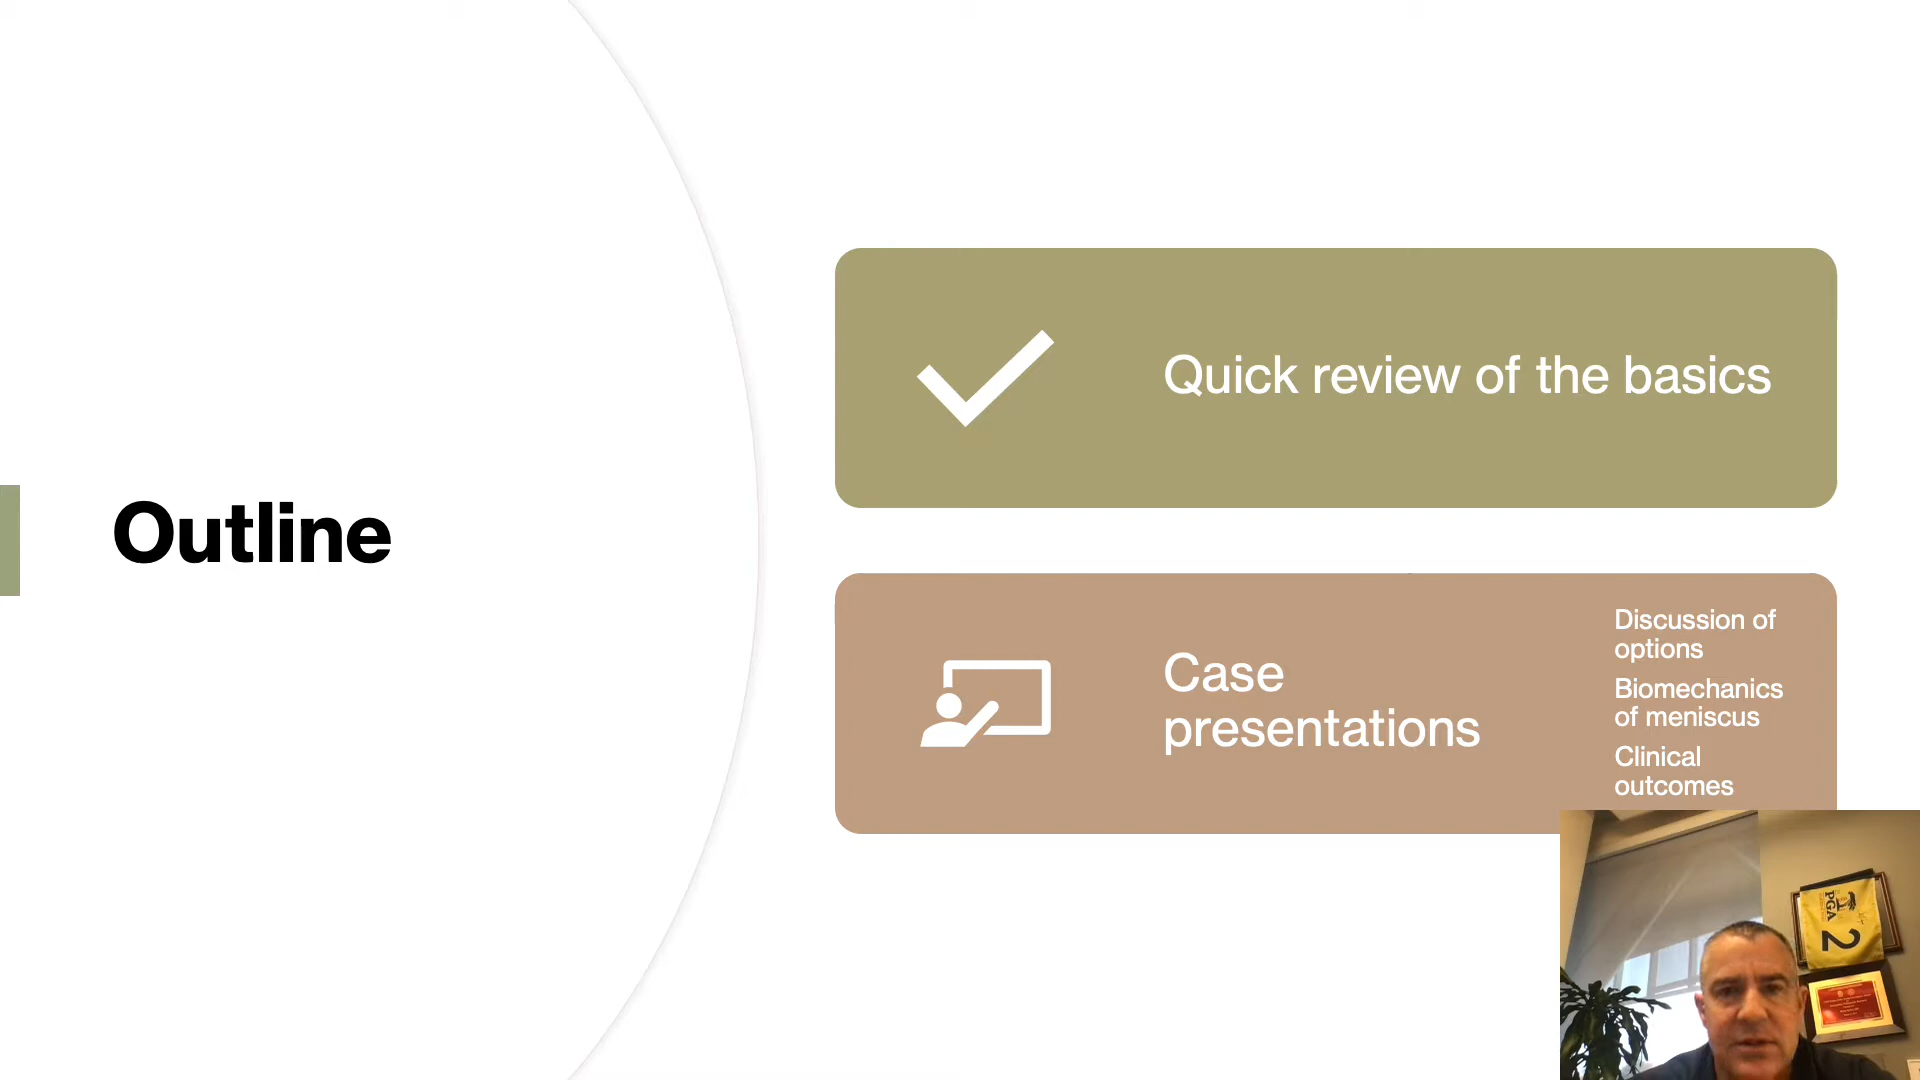 Outline
Quick review of the basics
Case
presentations
Discussion of
options
Biomechanics
of meniscus
Clinical
outcomes
PGA
2